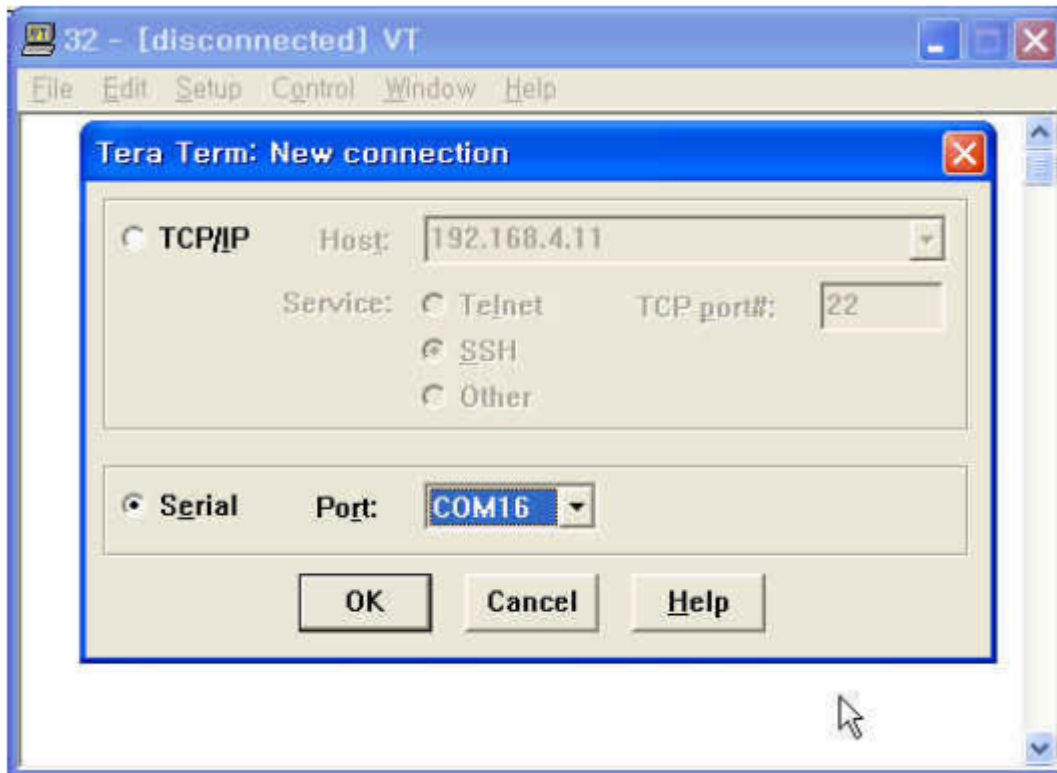 32 - [disconnected] VT
File Edit Setup Control Window Help
Tera Term: New connection
TCP/IP Host: 192.168.4.11
Service: Telnet TCP port#: 22
SSH
Other
Serial Port: COM16
OK Cancel Help